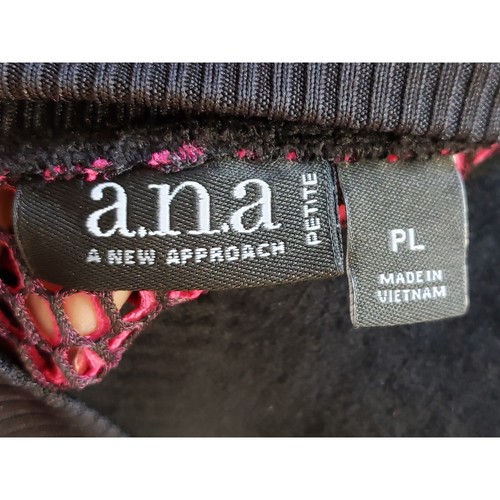 a.n.a
A NEW APPROACH
PETITE
PL
MADE IN
VIETNAM